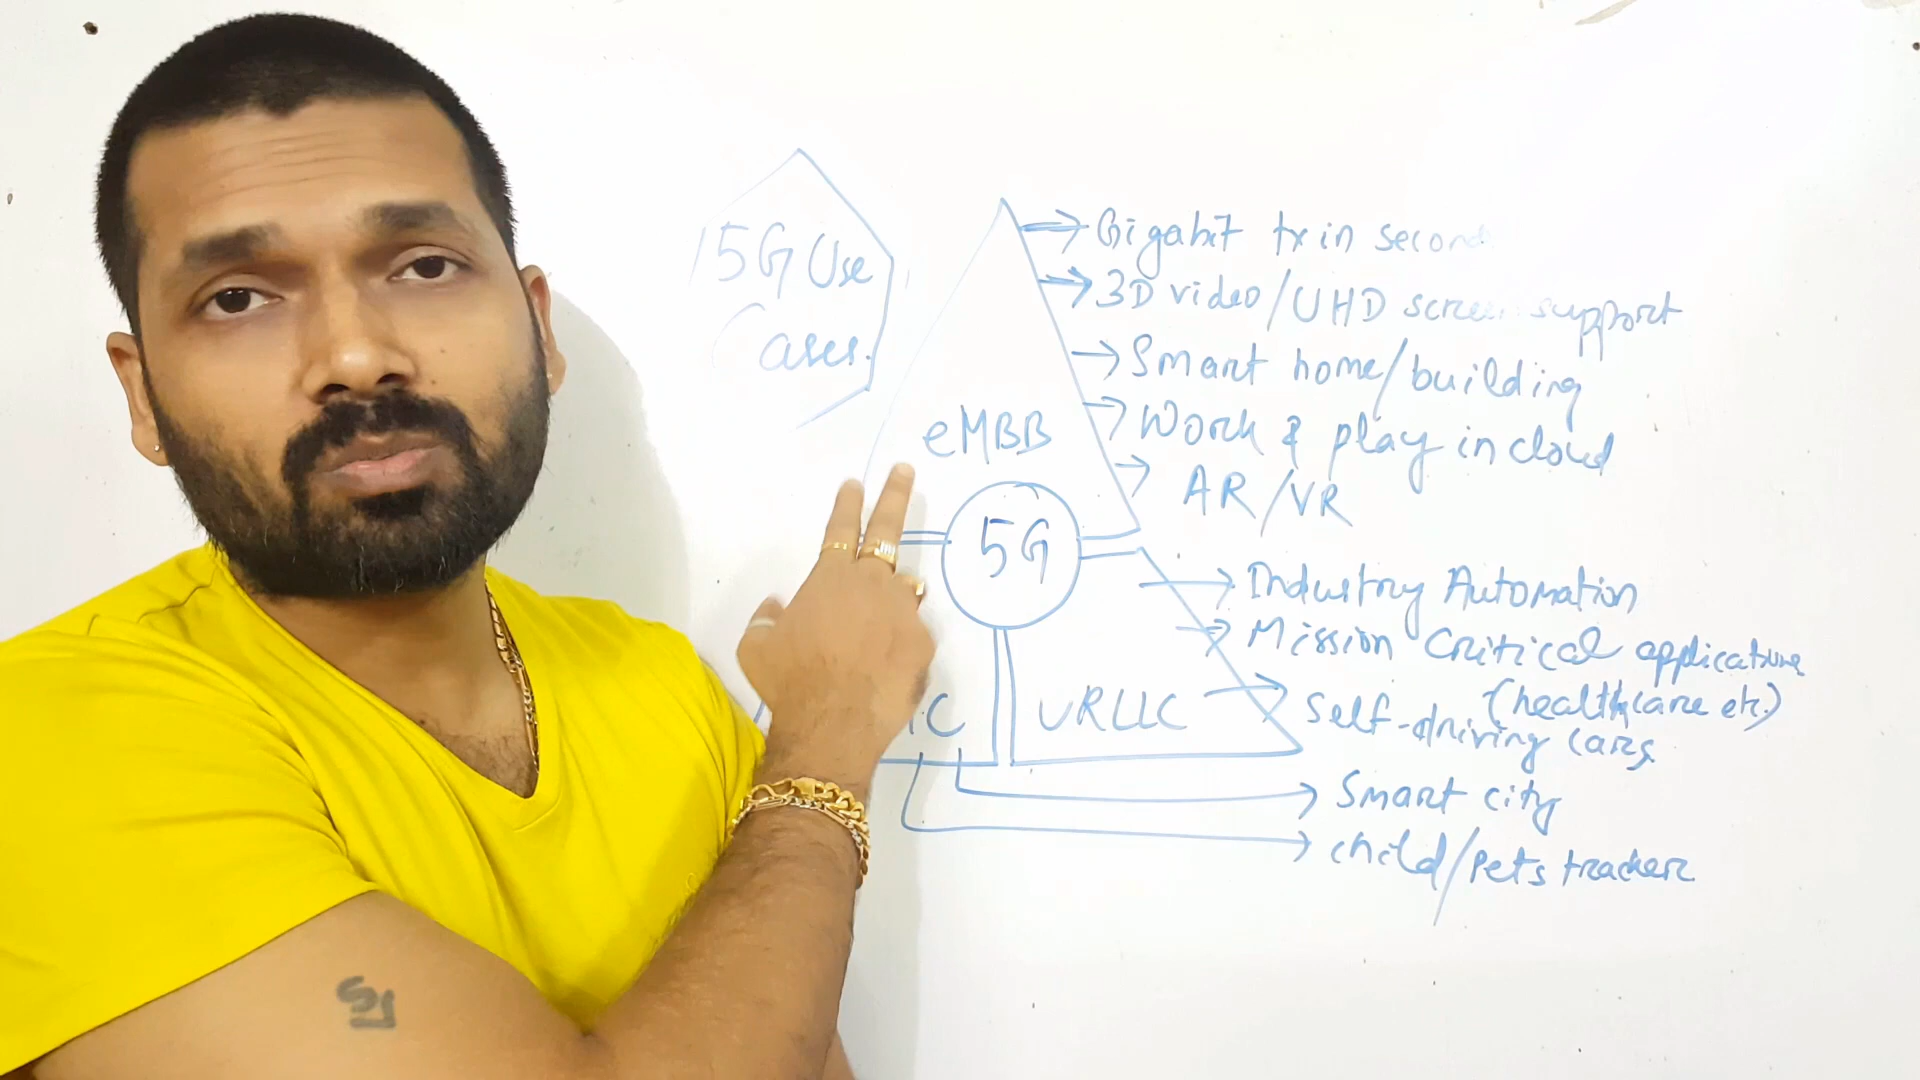 5G Use
Cases.
Gigabit tx in second
3D video/UHD screen support
Smart home/building
Work & play in cloud
AR/VR
eMBB
5G
Industry Automation
Mission Critical applications
(healthcare etc.)
Self-driving cars
URLLC
Smart city
child/Pets tracker